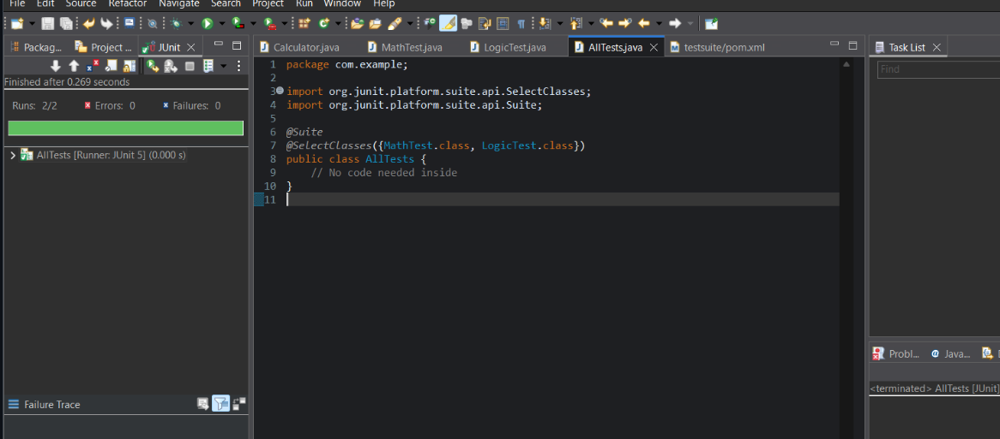 File Edit Source Refactor Navigate Search Project Run Window Help
Packag... Project ... JUnit
Finished after 0.269 seconds
Runs: 2/2 Errors: 0 Failures: 0
AllTests [Runner: JUnit 5] (0.000 s)
Failure Trace
Calculator.java MathTest.java LogicTest.java AllTests.java testsuite/pom.xml
1 package com.example;
2
3 import org.junit.platform.suite.api.SelectClasses;
4 import org.junit.platform.suite.api.Suite;
5
6 @Suite
7 @SelectClasses({MathTest.class, LogicTest.class})
8 public class AllTests {
9 // No code needed inside
10 }
11
Task List
Find
Probl... Java...
<terminated> AllTests [JUnit]